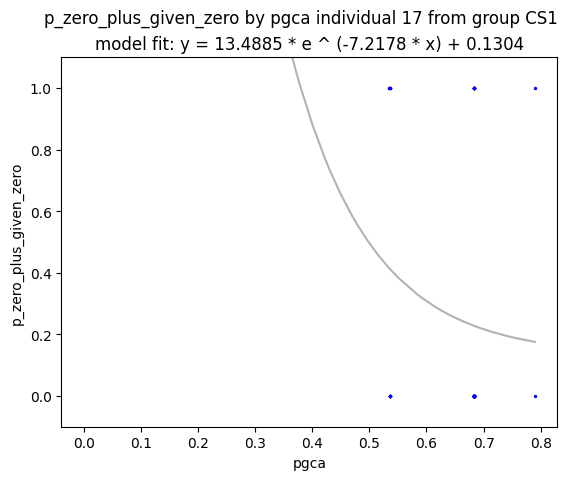 p_zero_plus_given_zero by pgca individual 17 from group CS1
model fit: y = 13.4885 * e ^ (-7.2178 * x) + 0.1304
1.0
0.8
0.6
0.4
0.2
0.0
p_zero_plus_given_zero
0.0 0.1 0.2 0.3 0.4 0.5 0.6 0.7 0.8
pgca